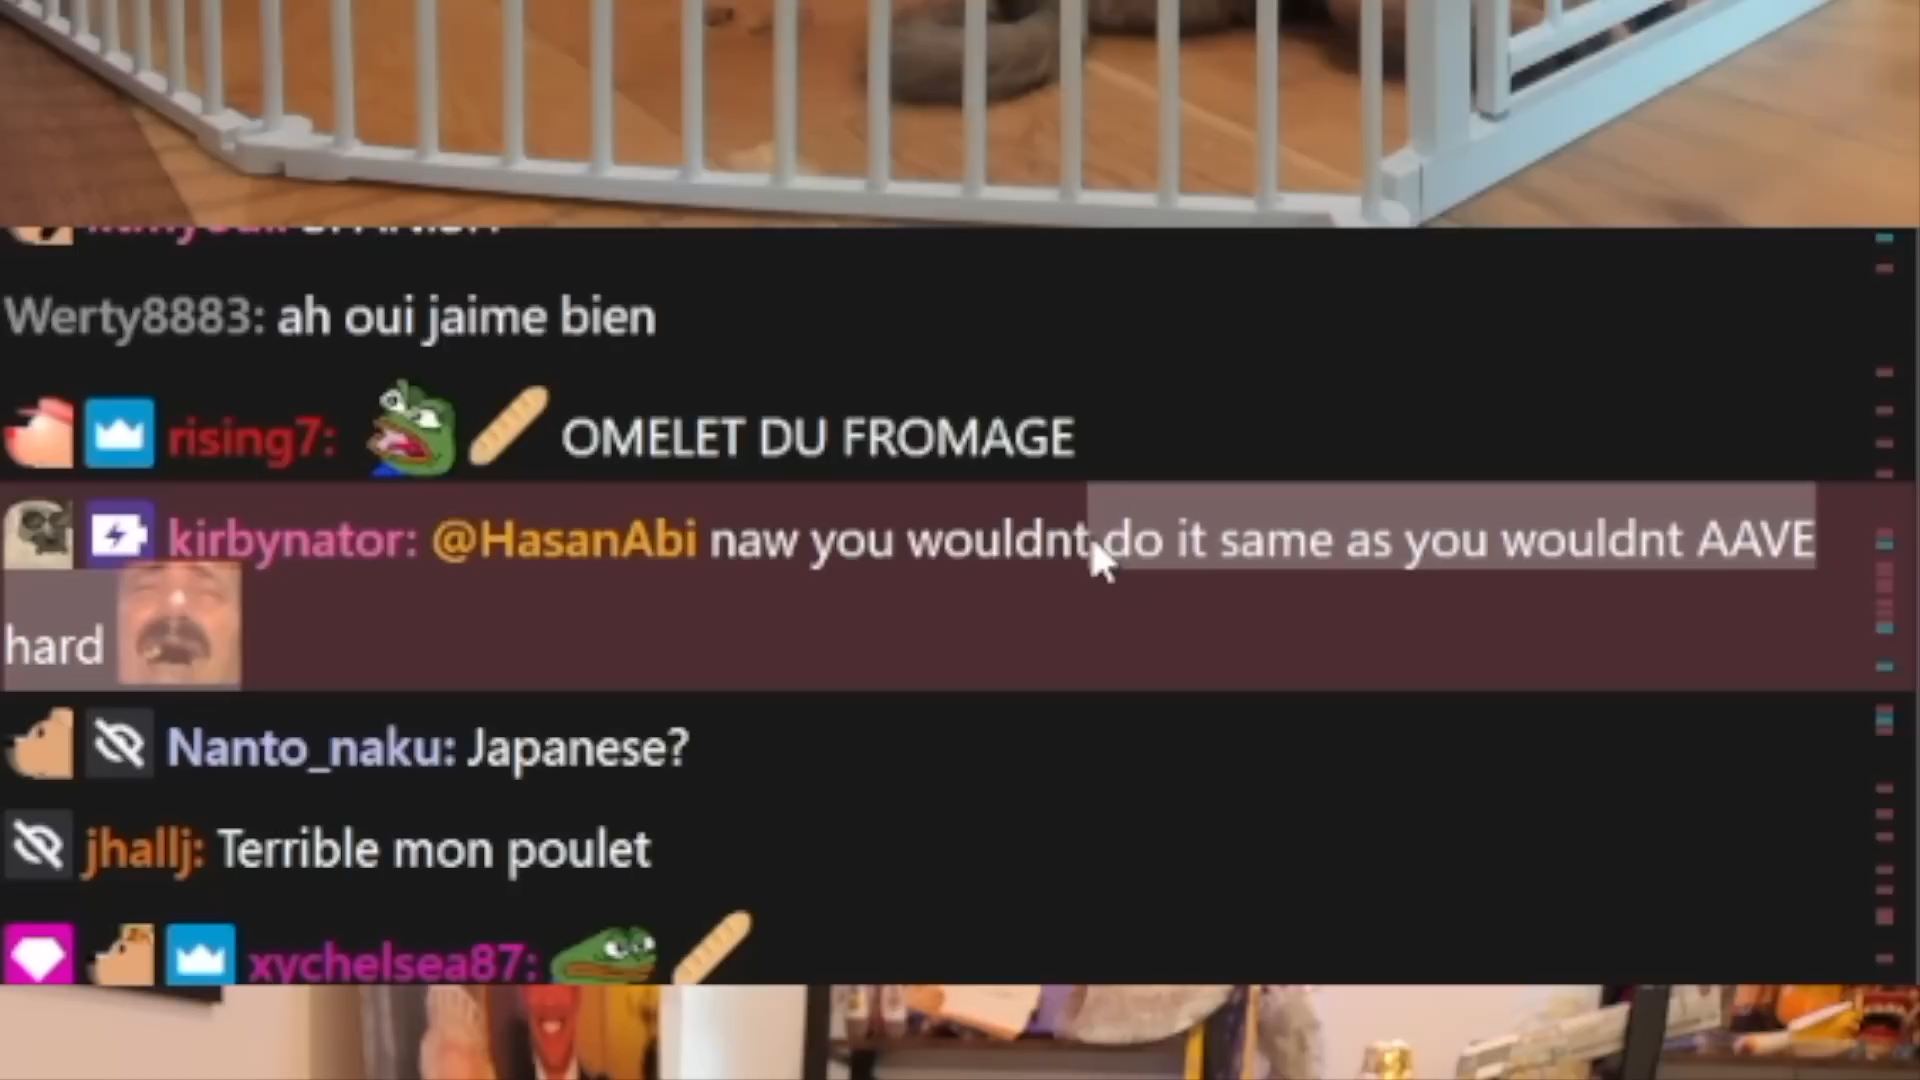 Werty8883: ah oui jaime bien
rising7: OMELET DU FROMAGE
kirbynator: @HasanAbi naw you wouldnt do it same as you wouldnt AAVE
hard
Nanto_naku: Japanese?
jhallj: Terrible mon poulet
xychelsea87: